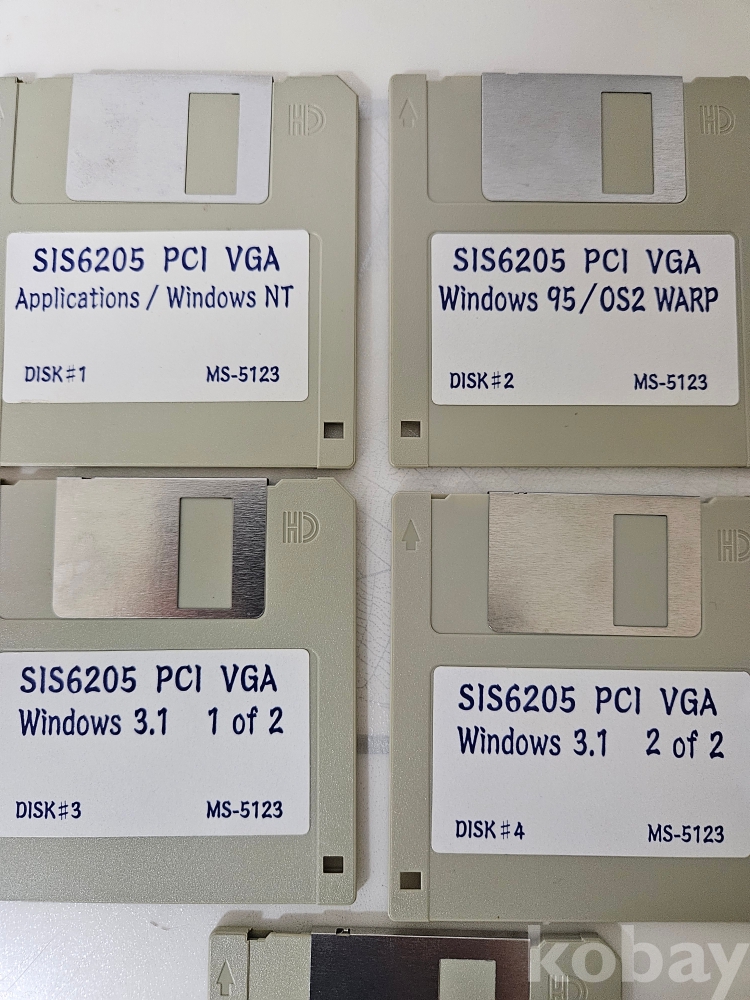 HD
SIS6205 PCI VGA
Applications / Windows NT
DISK#1 MS-5123
HD
SIS6205 PCI VGA
Windows 95/OS2 WARP
DISK#2 MS-5123
HD
SIS6205 PCI VGA
Windows 3.1 1 of 2
DISK#3 MS-5123
HD
SIS6205 PCI VGA
Windows 3.1 2 of 2
DISK#4 MS-5123
HD
kobay